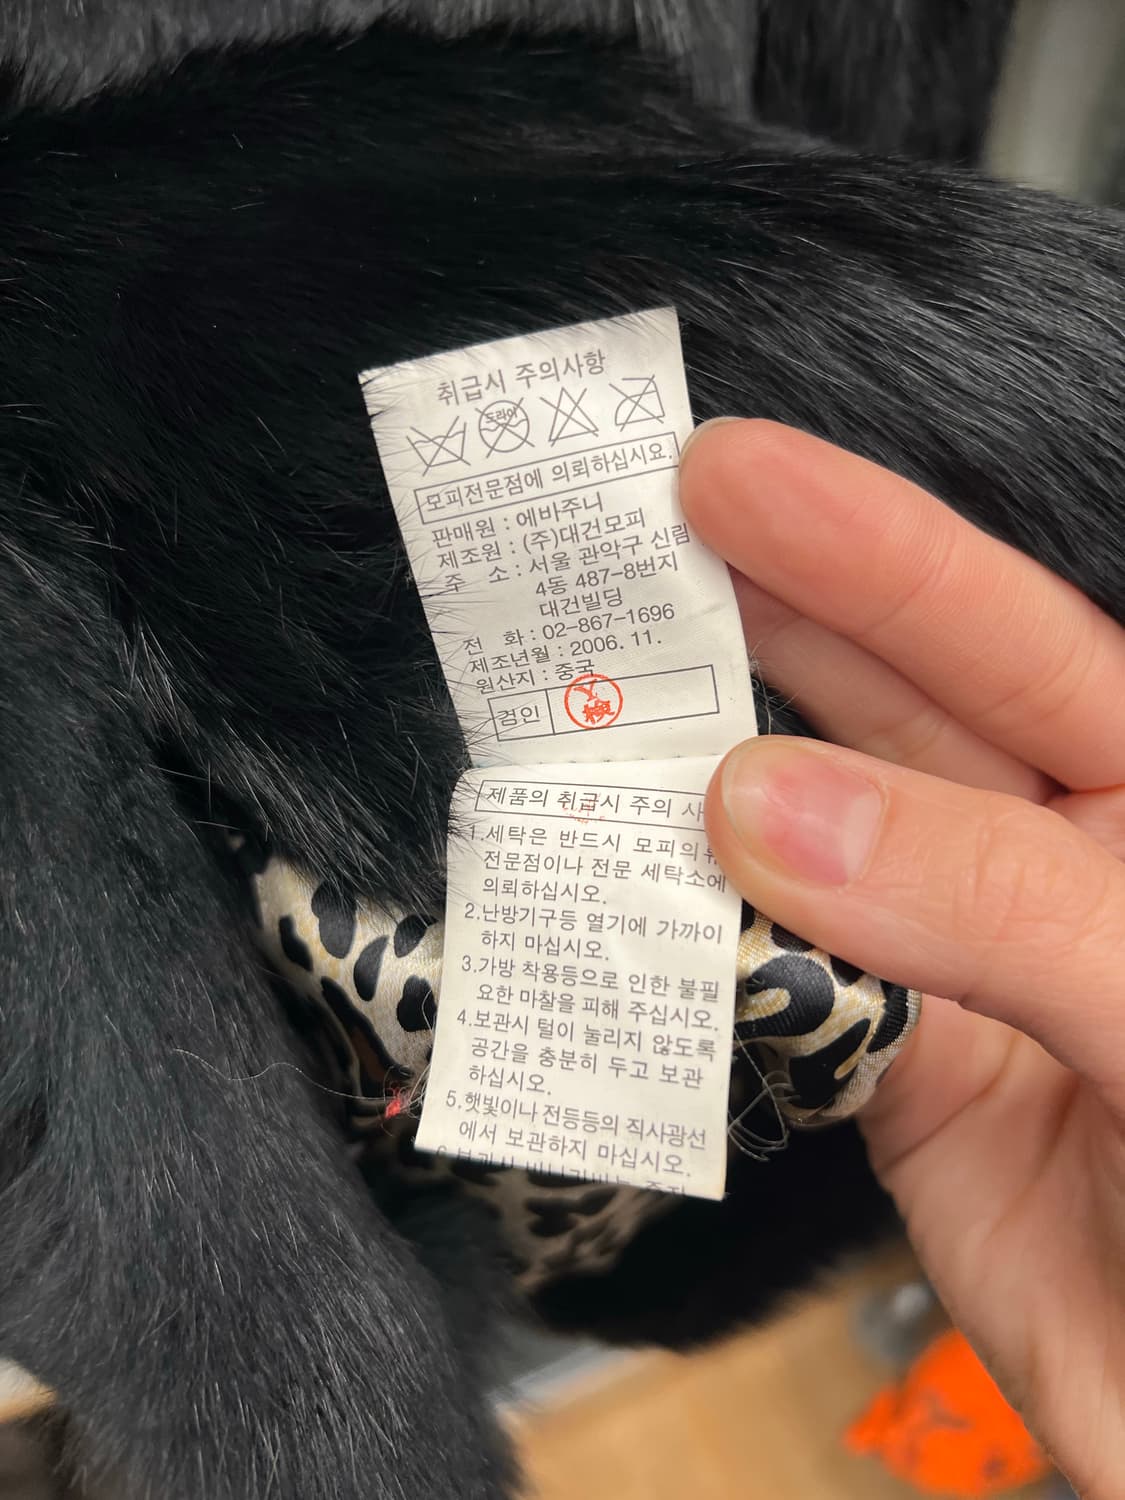 취급시 주의사항
드라이
모피전문점에 의뢰하십시요.
판매원 : 에바주니
제조원 : (주)대건모피
주 소 : 서울 관악구 신림
4동 487-8번지
대건빌딩
전 화 : 02-867-1696
제조년월 : 2006. 11.
원산지 : 중국
검인
檢
제품의 취급시 주의 사
1.세탁은 반드시 모피의류
전문점이나 전문 세탁소에
의뢰하십시오.
2.난방기구등 열기에 가까이
하지 마십시오.
3.가방 착용등으로 인한 불필
요한 마찰을 피해 주십시오.
4.보관시 털이 눌리지 않도록
공간을 충분히 두고 보관
하십시오.
5.햇빛이나 전등등의 직사광선
에서 보관하지 마십시오.